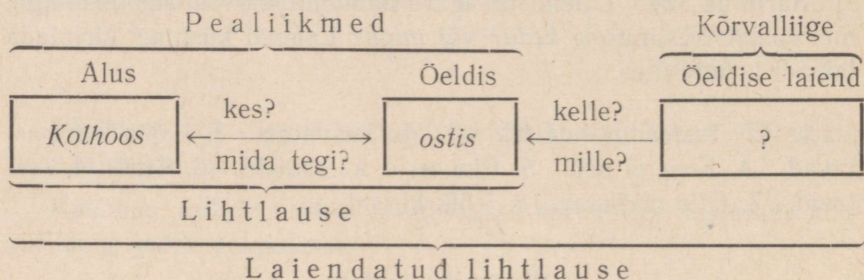 Pealiikmed
Kõrvalliige
Alus
Öeldis
Öeldise laiend
kes?
kelle?
Kolhoos
ostis
?
mida tegi?
mille?
Lihtlause
Laiendatud lihtlause